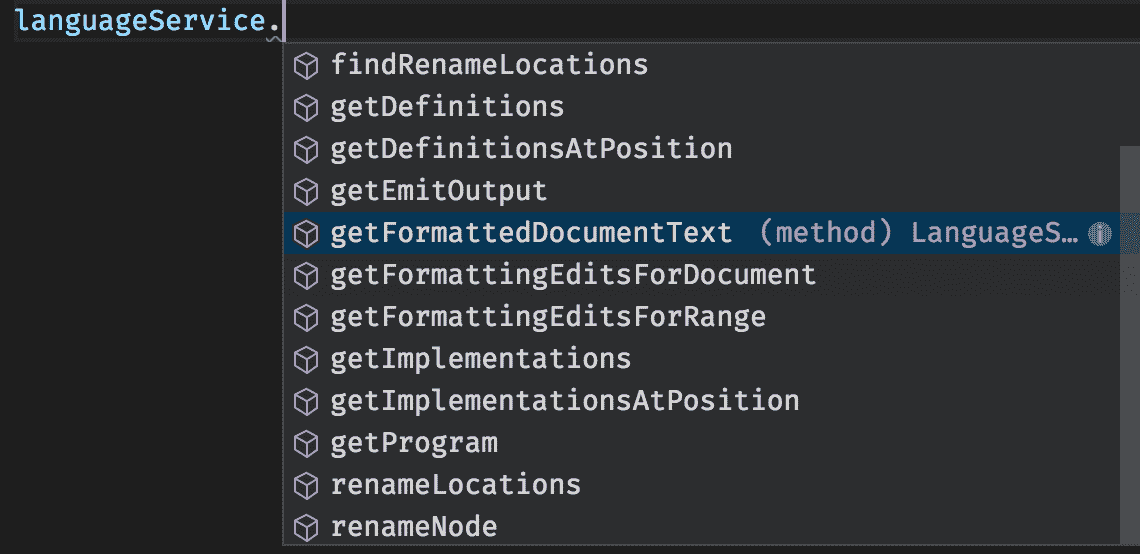 languageService.
findRenameLocations
getDefinitions
getDefinitionsAtPosition
getEmitOutput
getFormattedDocumentText (method) LanguageS…
getFormattingEditsForDocument
getFormattingEditsForRange
getImplementations
getImplementationsAtPosition
getProgram
renameLocations
renameNode